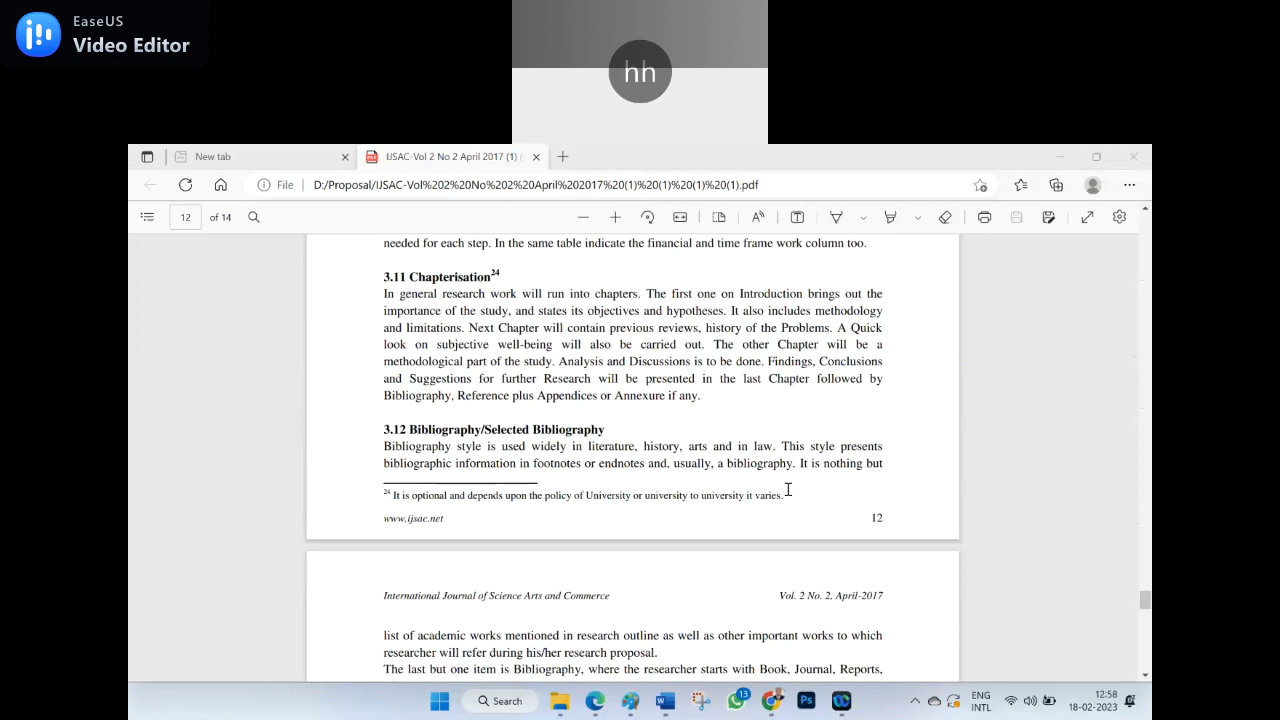 EaseUS
Video Editor
hh
New tab
IJSAC-Vol 2 No 2 April 2017 (1) (
File
D:/Proposal/IJSAC-Vol%202%20No%202%20April%202017%20(1)%20(1)%20(1)%20(1).pdf
12 of 14
needed for each step. In the same table indicate the financial and time frame work column too.
3.11 Chapterisation24
In general research work will run into chapters. The first one on Introduction brings out the
importance of the study, and states its objectives and hypotheses. It also includes methodology
and limitations. Next Chapter will contain previous reviews, history of the Problems. A Quick
look on subjective well-being will also be carried out. The other Chapter will be a
methodological part of the study. Analysis and Discussions is to be done. Findings, Conclusions
and Suggestions for further Research will be presented in the last Chapter followed by
Bibliography, Reference plus Appendices or Annexure if any.
3.12 Bibliography/Selected Bibliography
Bibliography style is used widely in literature, history, arts and in law. This style presents
bibliographic information in footnotes or endnotes and, usually, a bibliography. It is nothing but
24 It is optional and depends upon the policy of University or university to university it varies.
www.ijsac.net 12
International Journal of Science Arts and Commerce Vol. 2 No. 2, April-2017
list of academic works mentioned in research outline as well as other important works to which
researcher will refer during his/her research proposal.
The last but one item is Bibliography, where the researcher starts with Book, Journal, Reports,
Search
13
ENG
INTL
12:58
18-02-2023